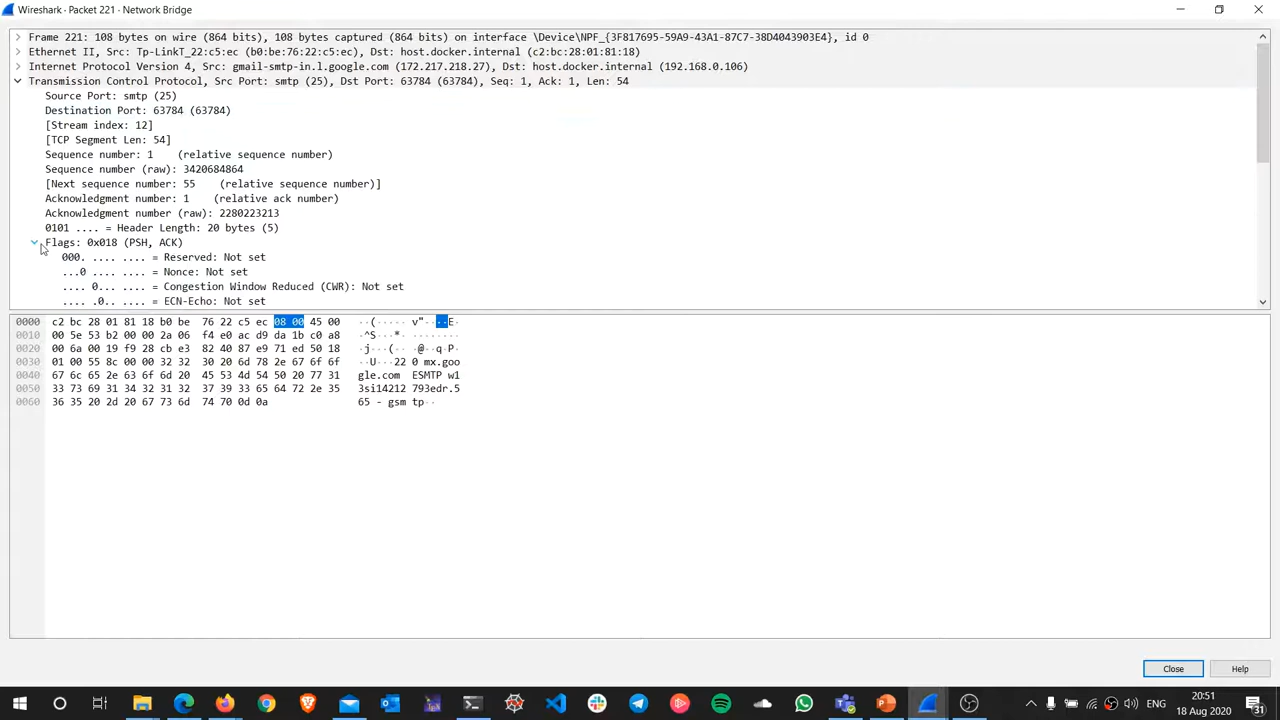 Wireshark · Packet 221 · Network Bridge
Frame 221: 108 bytes on wire (864 bits), 108 bytes captured (864 bits) on interface \Device\NPF_{3F817695-59A9-43A1-87C7-38D4043903E4}, id 0
Ethernet II, Src: Tp-LinkT_22:c5:ec (b0:be:76:22:c5:ec), Dst: host.docker.internal (c2:bc:28:01:81:18)
Internet Protocol Version 4, Src: gmail-smtp-in.l.google.com (172.217.218.27), Dst: host.docker.internal (192.168.0.106)
Transmission Control Protocol, Src Port: smtp (25), Dst Port: 63784 (63784), Seq: 1, Ack: 1, Len: 54
Source Port: smtp (25)
Destination Port: 63784 (63784)
[Stream index: 12]
[TCP Segment Len: 54]
Sequence number: 1    (relative sequence number)
Sequence number (raw): 3420684864
[Next sequence number: 55    (relative sequence number)]
Acknowledgment number: 1    (relative ack number)
Acknowledgment number (raw): 2280223213
0101 .... = Header Length: 20 bytes (5)
Flags: 0x018 (PSH, ACK)
000. .... .... = Reserved: Not set
...0 .... .... = Nonce: Not set
.... 0... .... = Congestion Window Reduced (CWR): Not set
.... .0.. .... = ECN-Echo: Not set
0000 c2 bc 28 01 81 18 b0 be 76 22 c5 ec 08 00 45 00 ··(····· v"····E·
0010 00 5e 53 b2 00 00 2a 06 f4 e0 ac d9 da 1b c0 a8 ·^S···*· ········
0020 00 6a 00 19 f9 28 cb e3 82 40 87 e9 71 ed 50 18 ·j···(·· ·@··q·P·
0030 01 00 55 8c 00 00 32 32 30 20 6d 78 2e 67 6f 6f ··U···22 0 mx.goo
0040 67 6c 65 2e 63 6f 6d 20 45 53 4d 54 50 20 77 31 gle.com ESMTP w1
0050 33 73 69 31 34 32 31 32 37 39 33 65 64 72 2e 35 3si14212 793edr.5
0060 36 35 20 2d 20 67 73 6d 74 70 0d 0a 65 - gsm tp··
Close
Help
ENG
20:51
18 Aug 2020
31